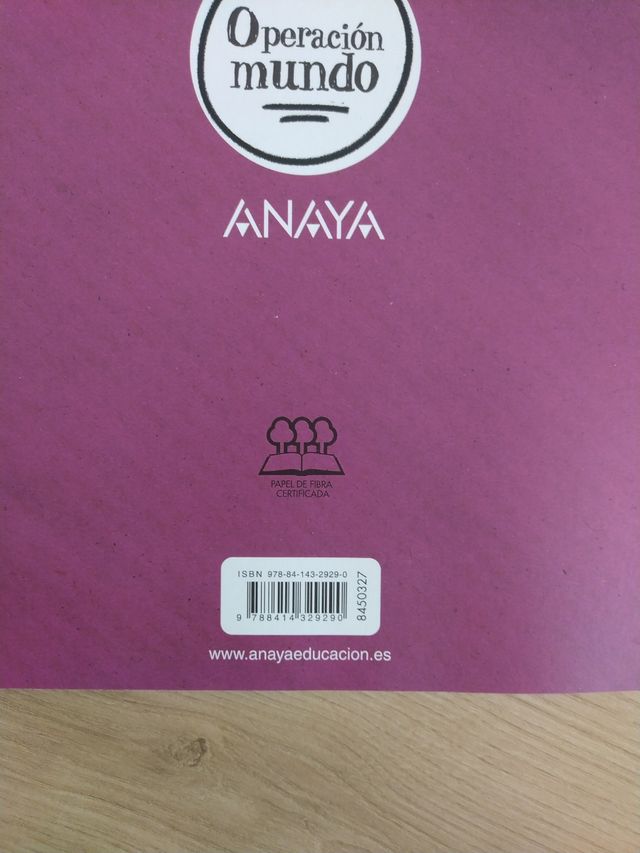 Operación
mundo
ANAYA
PAPEL DE FIBRA
CERTIFICADA
ISBN 978-84-143-2929-0
9 788414 329290
8450327
www.anayaeducacion.es